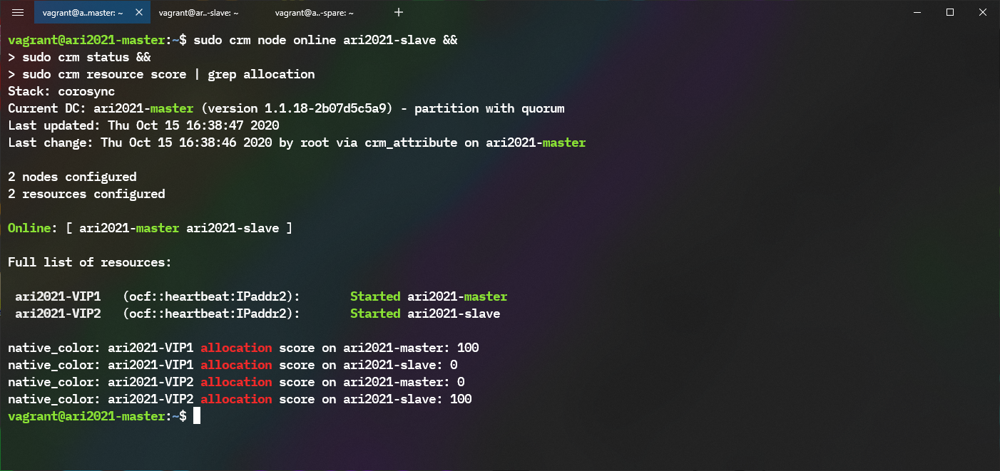 vagrant@a..master: ~ vagrant@ar..-slave: ~ vagrant@a..-spare: ~
vagrant@ari2021-master:~$ sudo crm node online ari2021-slave &&
> sudo crm status &&
> sudo crm resource score | grep allocation
Stack: corosync
Current DC: ari2021-master (version 1.1.18-2b07d5c5a9) - partition with quorum
Last updated: Thu Oct 15 16:38:47 2020
Last change: Thu Oct 15 16:38:46 2020 by root via crm_attribute on ari2021-master
2 nodes configured
2 resources configured
Online: [ ari2021-master ari2021-slave ]
Full list of resources:
ari2021-VIP1 (ocf::heartbeat:IPaddr2): Started ari2021-master
ari2021-VIP2 (ocf::heartbeat:IPaddr2): Started ari2021-slave
native_color: ari2021-VIP1 allocation score on ari2021-master: 100
native_color: ari2021-VIP1 allocation score on ari2021-slave: 0
native_color: ari2021-VIP2 allocation score on ari2021-master: 0
native_color: ari2021-VIP2 allocation score on ari2021-slave: 100
vagrant@ari2021-master:~$